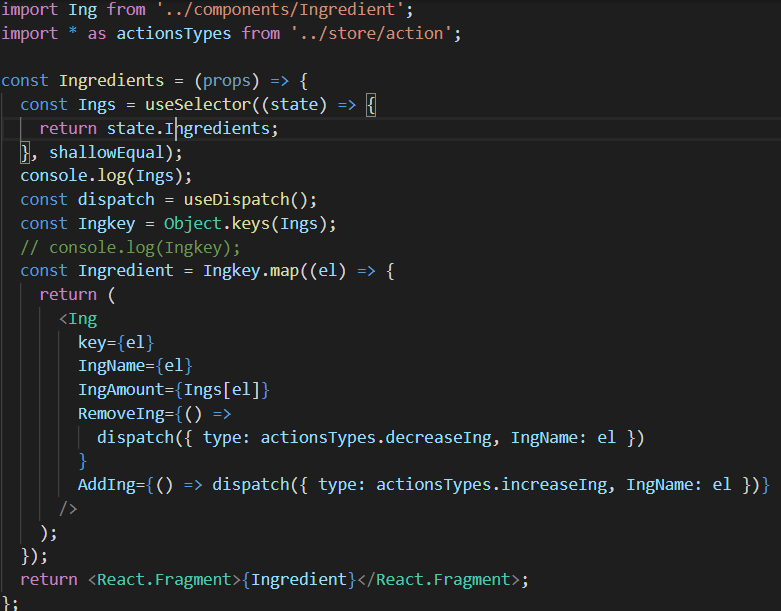 import Ing from '../components/Ingredient';
import * as actionsTypes from '../store/action';
const Ingredients = (props) => {
const Ings = useSelector((state) => {
return state.Ingredients;
}, shallowEqual);
console.log(Ings);
const dispatch = useDispatch();
const Ingkey = Object.keys(Ings);
// console.log(Ingkey);
const Ingredient = Ingkey.map((el) => {
return (
<Ing
key={el}
IngName={el}
IngAmount={Ings[el]}
RemoveIng={() =>
dispatch({ type: actionsTypes.decreaseIng, IngName: el })
}
AddIng={() => dispatch({ type: actionsTypes.increaseIng, IngName: el })}
/>
);
});
return <React.Fragment>{Ingredient}</React.Fragment>;
};